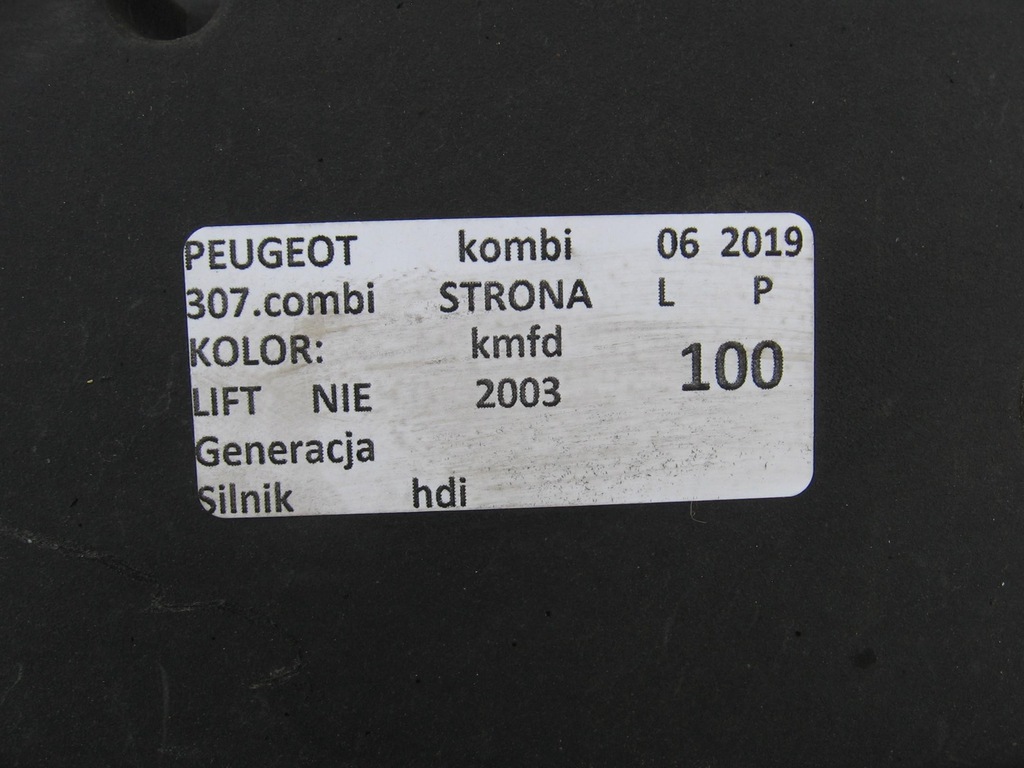 PEUGEOT kombi 06 2019
307.combi STRONA L P
KOLOR: kmfd 100
LIFT NIE 2003
Generacja
Silnik hdi